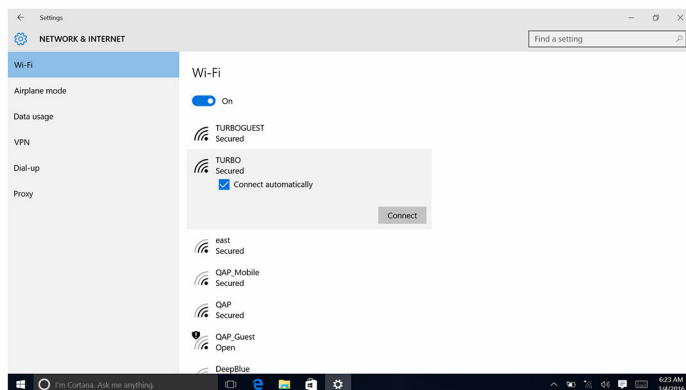 Settings
NETWORK & INTERNET
Find a setting
Wi-Fi
Airplane mode
Data usage
VPN
Dial-up
Proxy
Wi-Fi
On
TURBOGUEST
Secured
TURBO
Secured
Connect automatically
Connect
east
Secured
QAP_Mobile
Secured
QAP
Secured
QAP_Guest
Open
DeepBlue
I'm Cortana. Ask me anything.
6:23 AM
3/4/2016